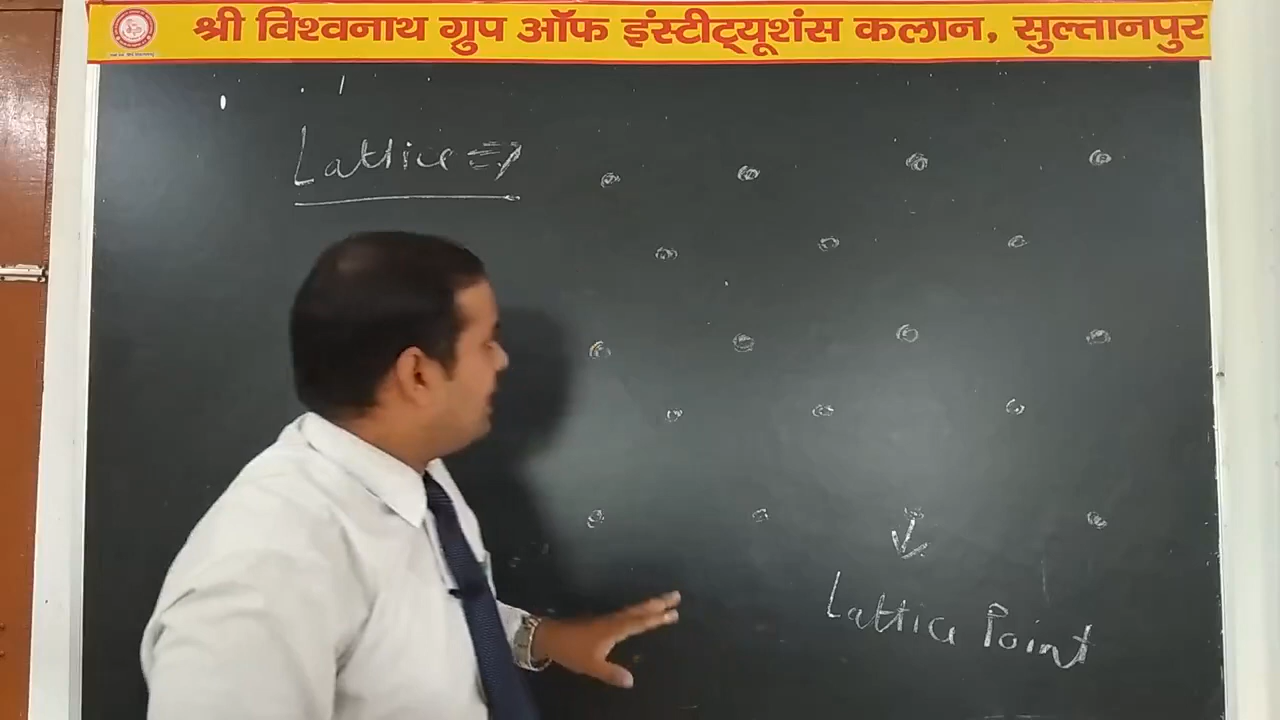 श्री विश्वनाथ ग्रुप ऑफ इंस्टीट्यूशंस कलान, सुल्तानपुर
Lattice ⇒
Lattice Point